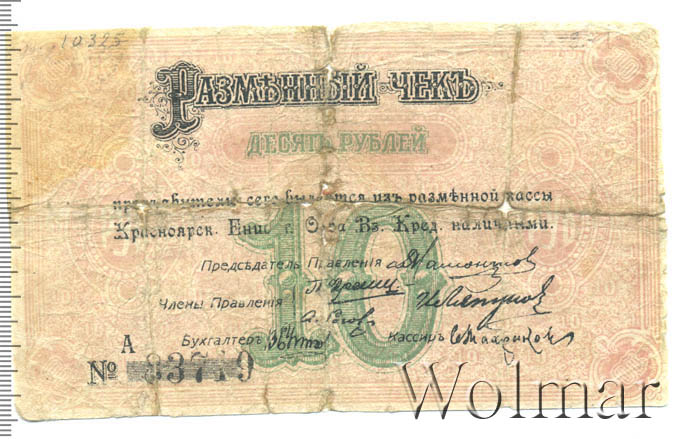 10325
Размѣнный чекъ
ДЕСЯТЬ РУБЛЕЙ
предъявителю сего выдается изъ размѣнной кассы
Красноярск. Енис. г. О-ва Вз. Кред. наличными.
10
Предсѣдатель Правленія
Члены Правленія
Бухгалтеръ Кассиръ
А
№
Wolmar